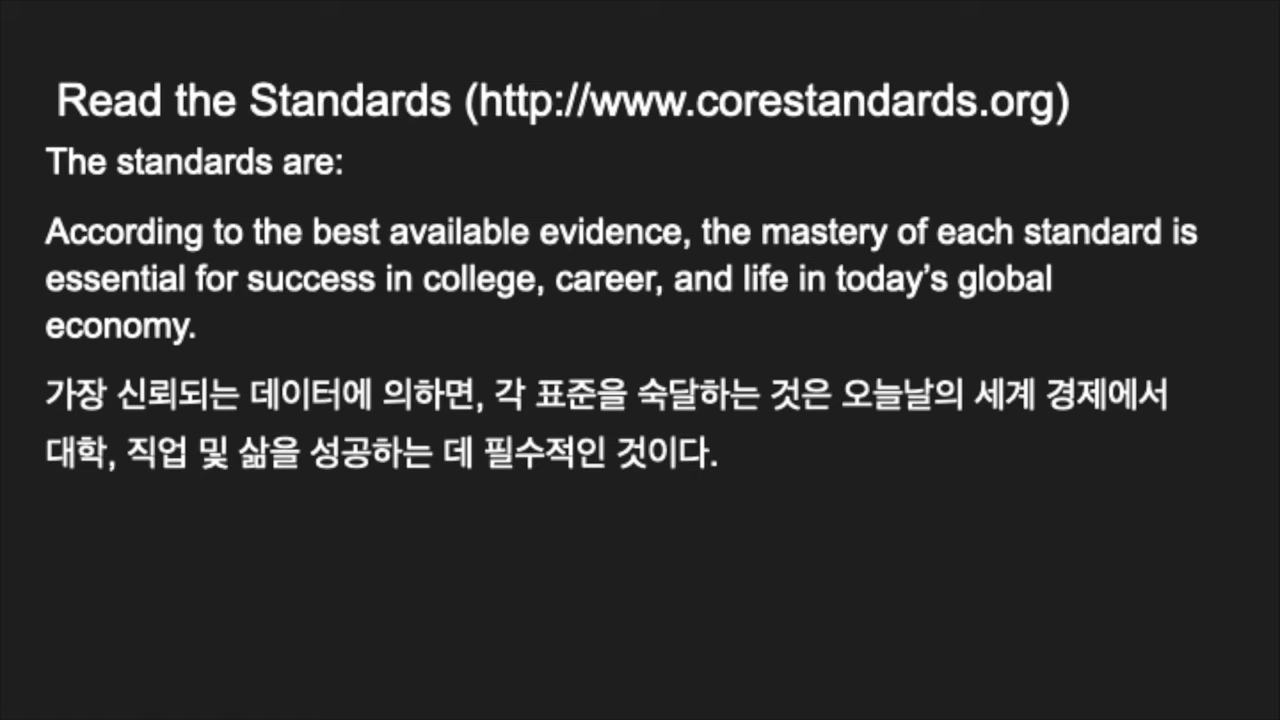 Read the Standards (http://www.corestandards.org)
The standards are:
According to the best available evidence, the mastery of each standard is
essential for success in college, career, and life in today’s global
economy.
가장 신뢰되는 데이터에 의하면, 각 표준을 숙달하는 것은 오늘날의 세계 경제에서
대학, 직업 및 삶을 성공하는 데 필수적인 것이다.